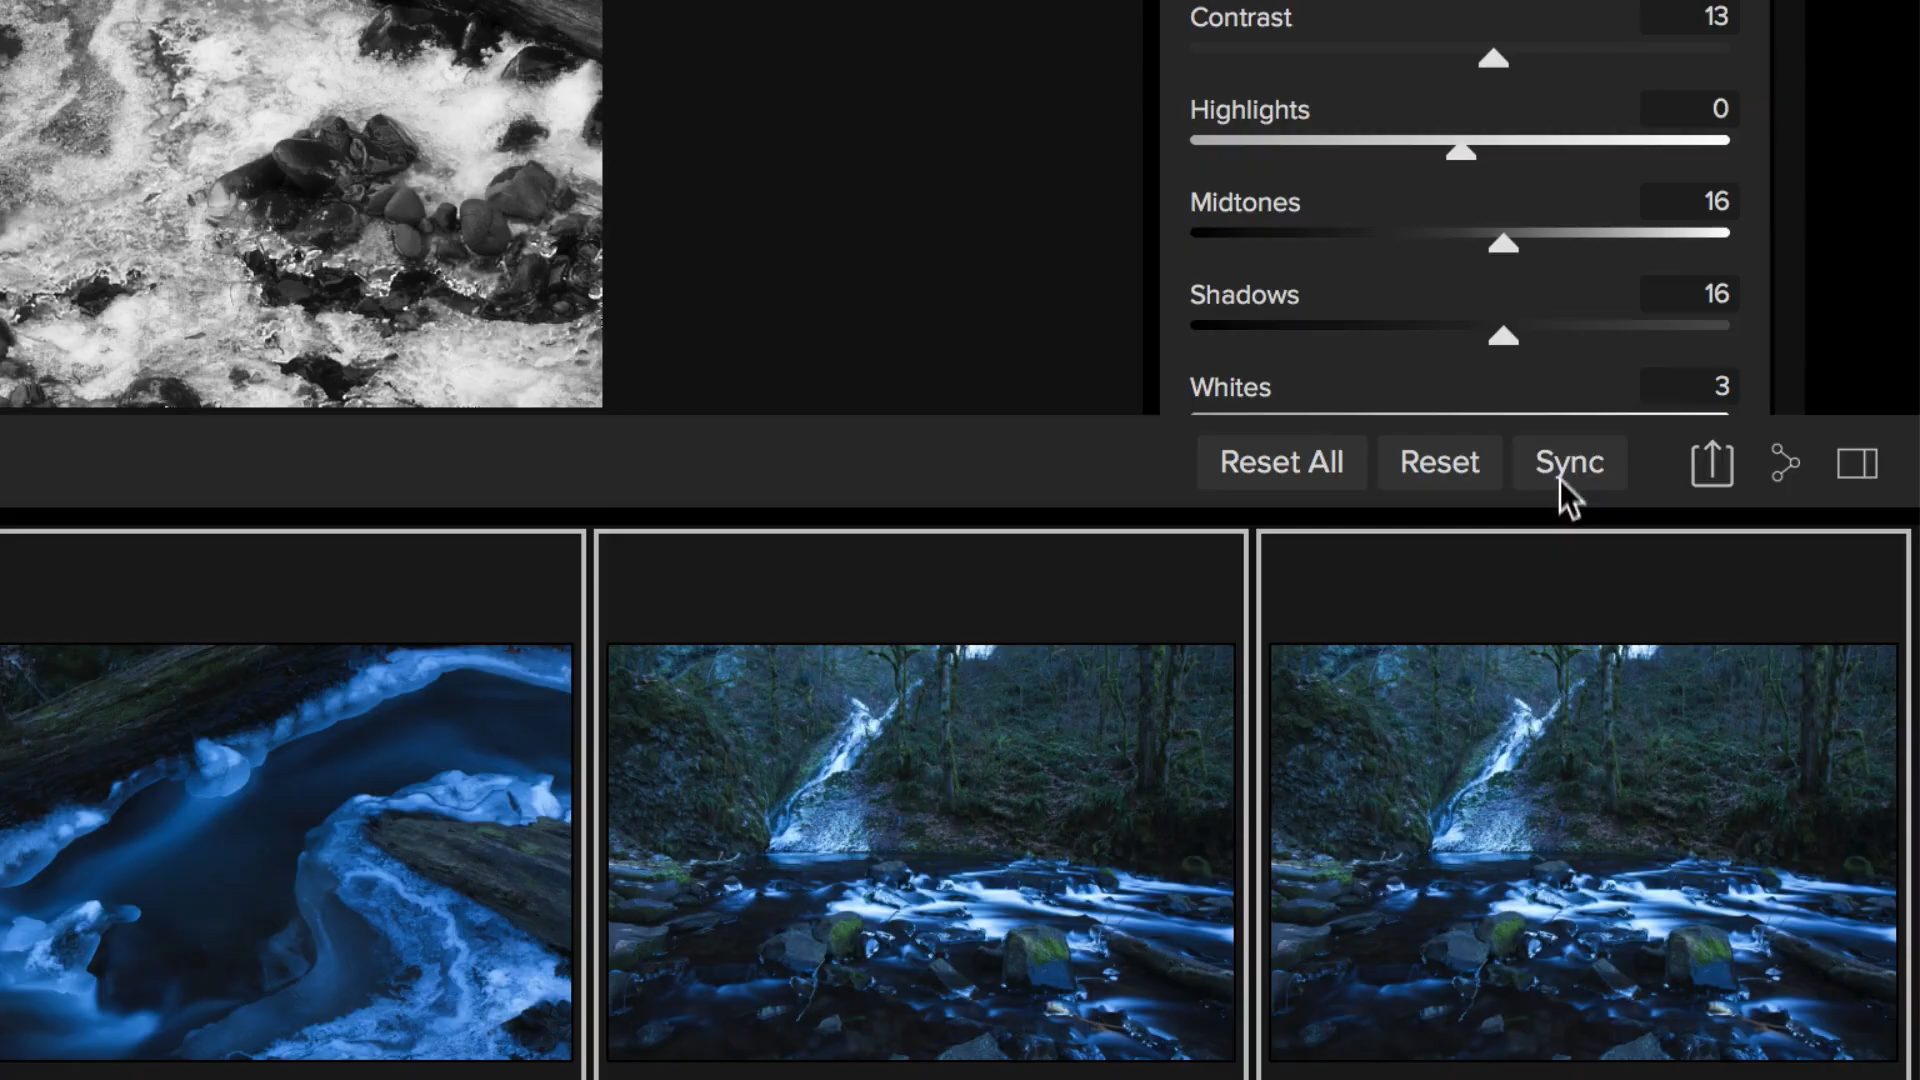 Contrast 13
Highlights 0
Midtones 16
Shadows 16
Whites 3
Reset All Reset Sync